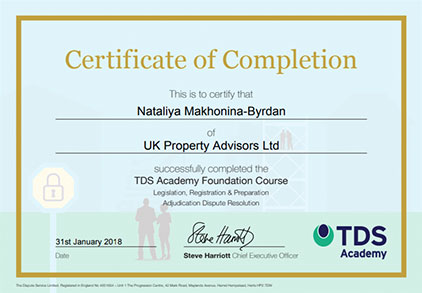 Certificate of Completion
This is to certify that
Nataliya Makhonina-Byrdan
of
UK Property Advisors Ltd
successfully completed the
TDS Academy Foundation Course
Legislation, Registration & Preparation
Adjudication Dispute Resolution
31st January 2018
Steve Harriott
Date
Steve Harriott Chief Executive Officer
TDS
Academy
The Dispute Service Limited. Registered in England